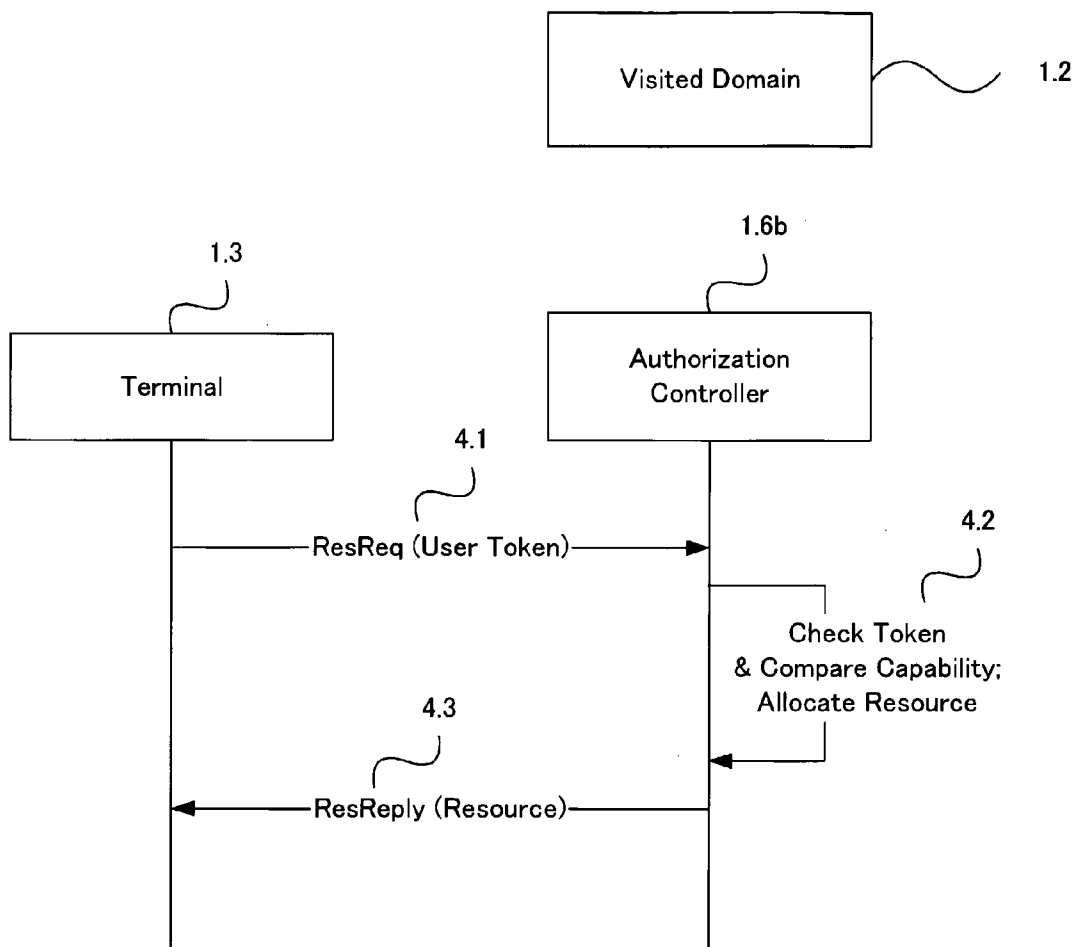 Visited Domain
1.2
1.6b
1.3
Authorization
Controller
Terminal
4.1
4.2
ResReq (User Token)
Check Token
& Compare Capability;
Allocate Resource
4.3
ResReply (Resource)